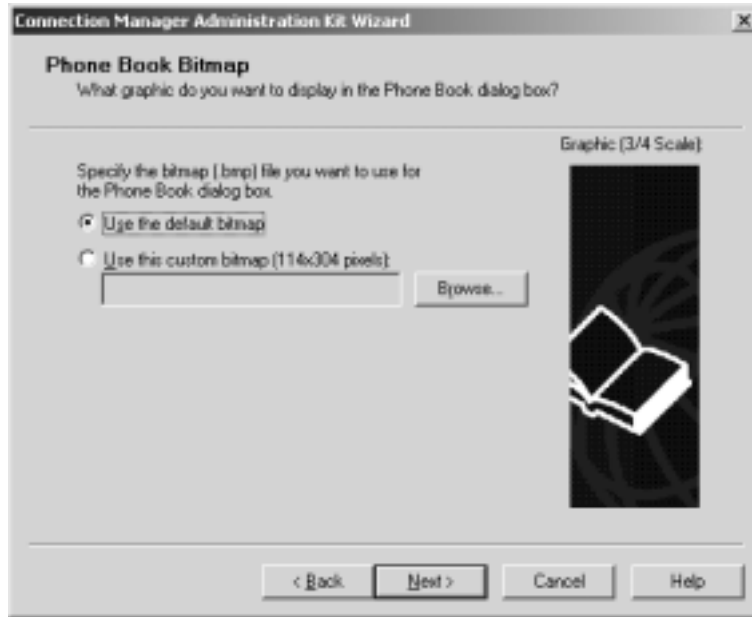 Connection Manager Administration Kit Wizard
Phone Book Bitmap
What graphic do you want to display in the Phone Book dialog box?
Graphic (3/4 Scale):
Specify the bitmap (.bmp) file you want to use for
the Phone Book dialog box.
Use the default bitmap
Use this custom bitmap (114x304 pixels):
Browse...
< Back
Next >
Cancel
Help